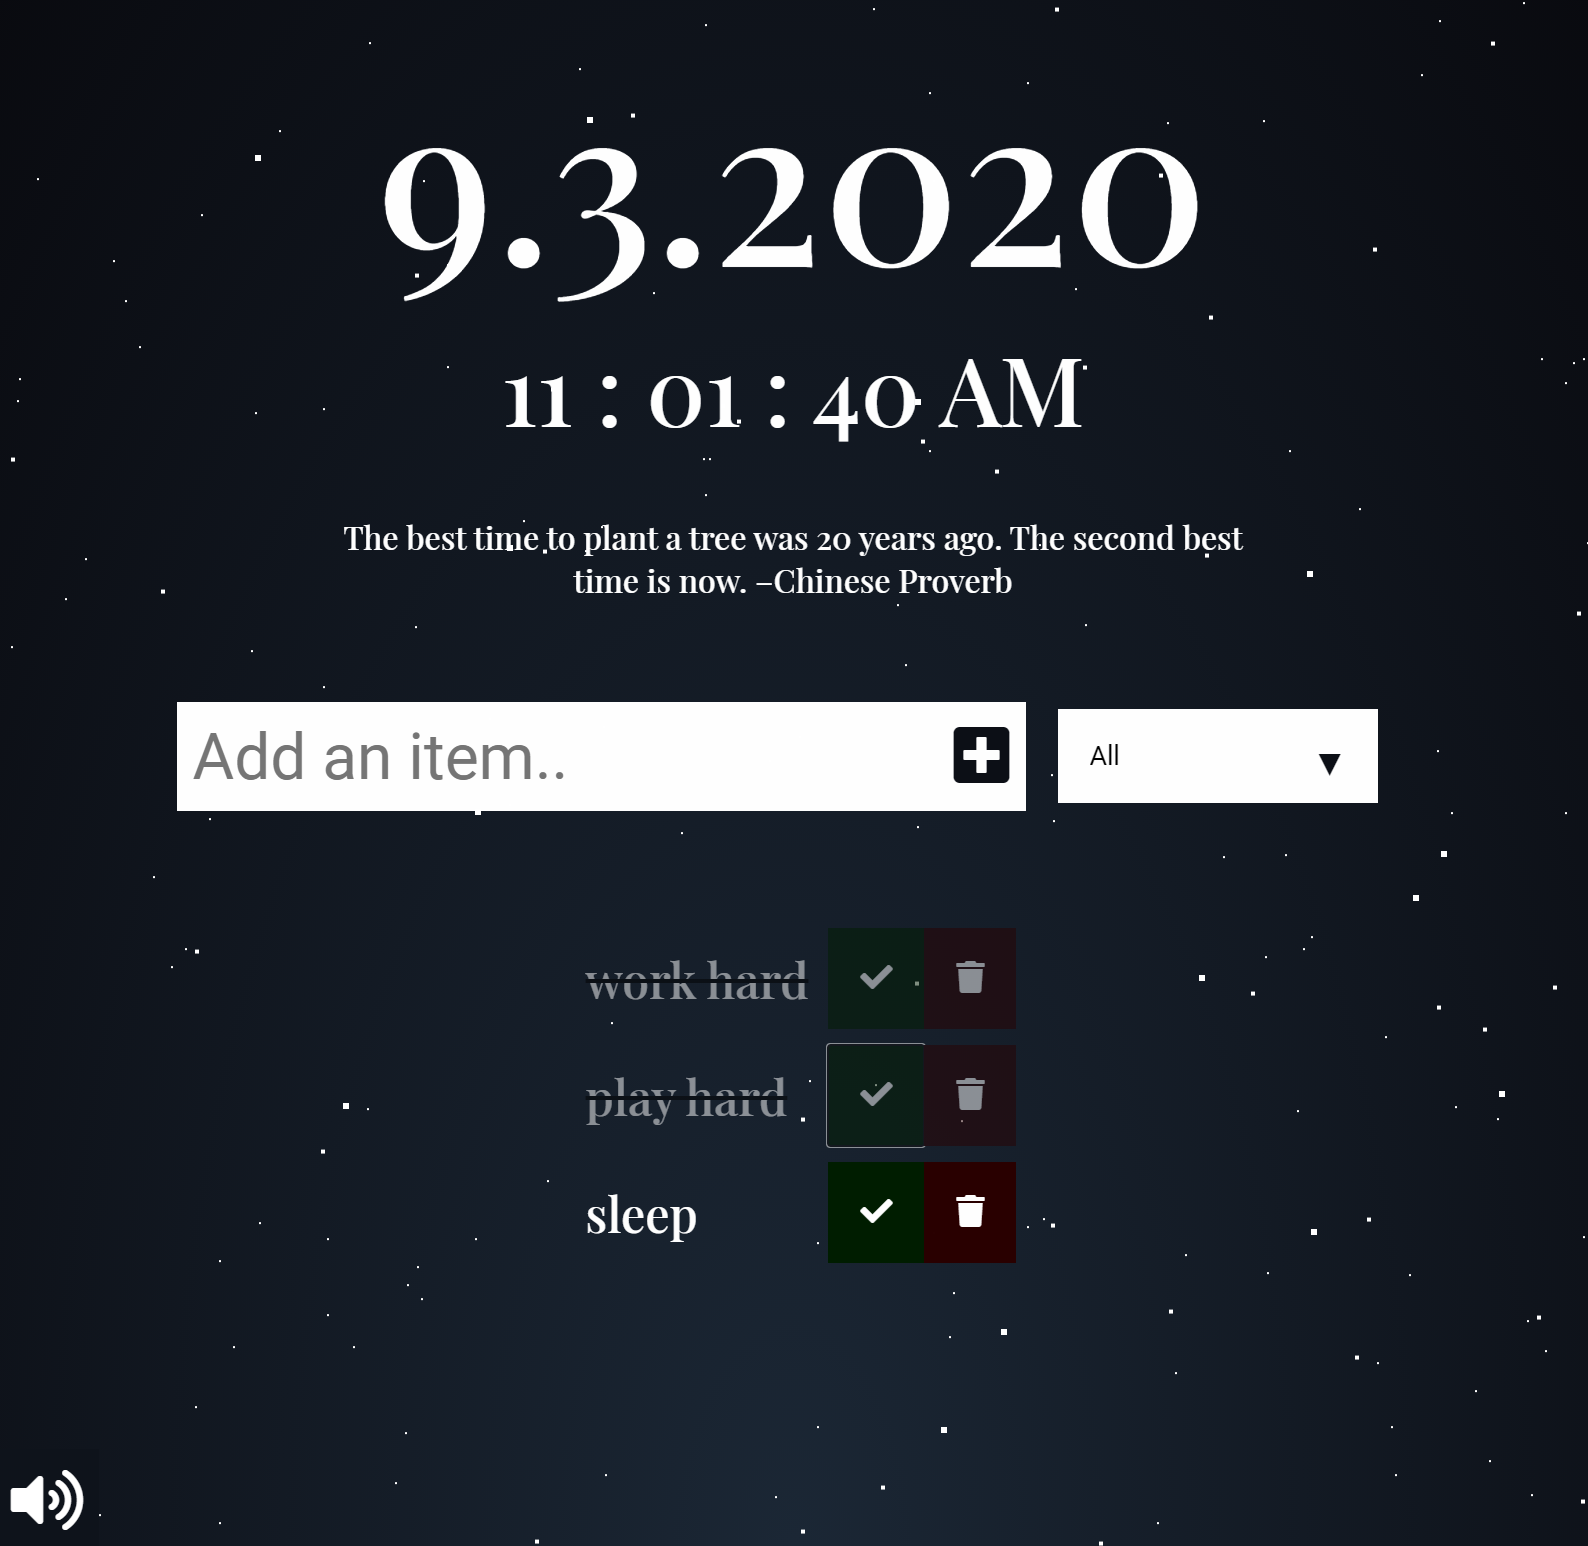 9.3.2020
11 : 01 : 40 AM
The best time to plant a tree was 20 years ago. The second best
time is now. –Chinese Proverb
Add an item..
All
work hard
play hard
sleep